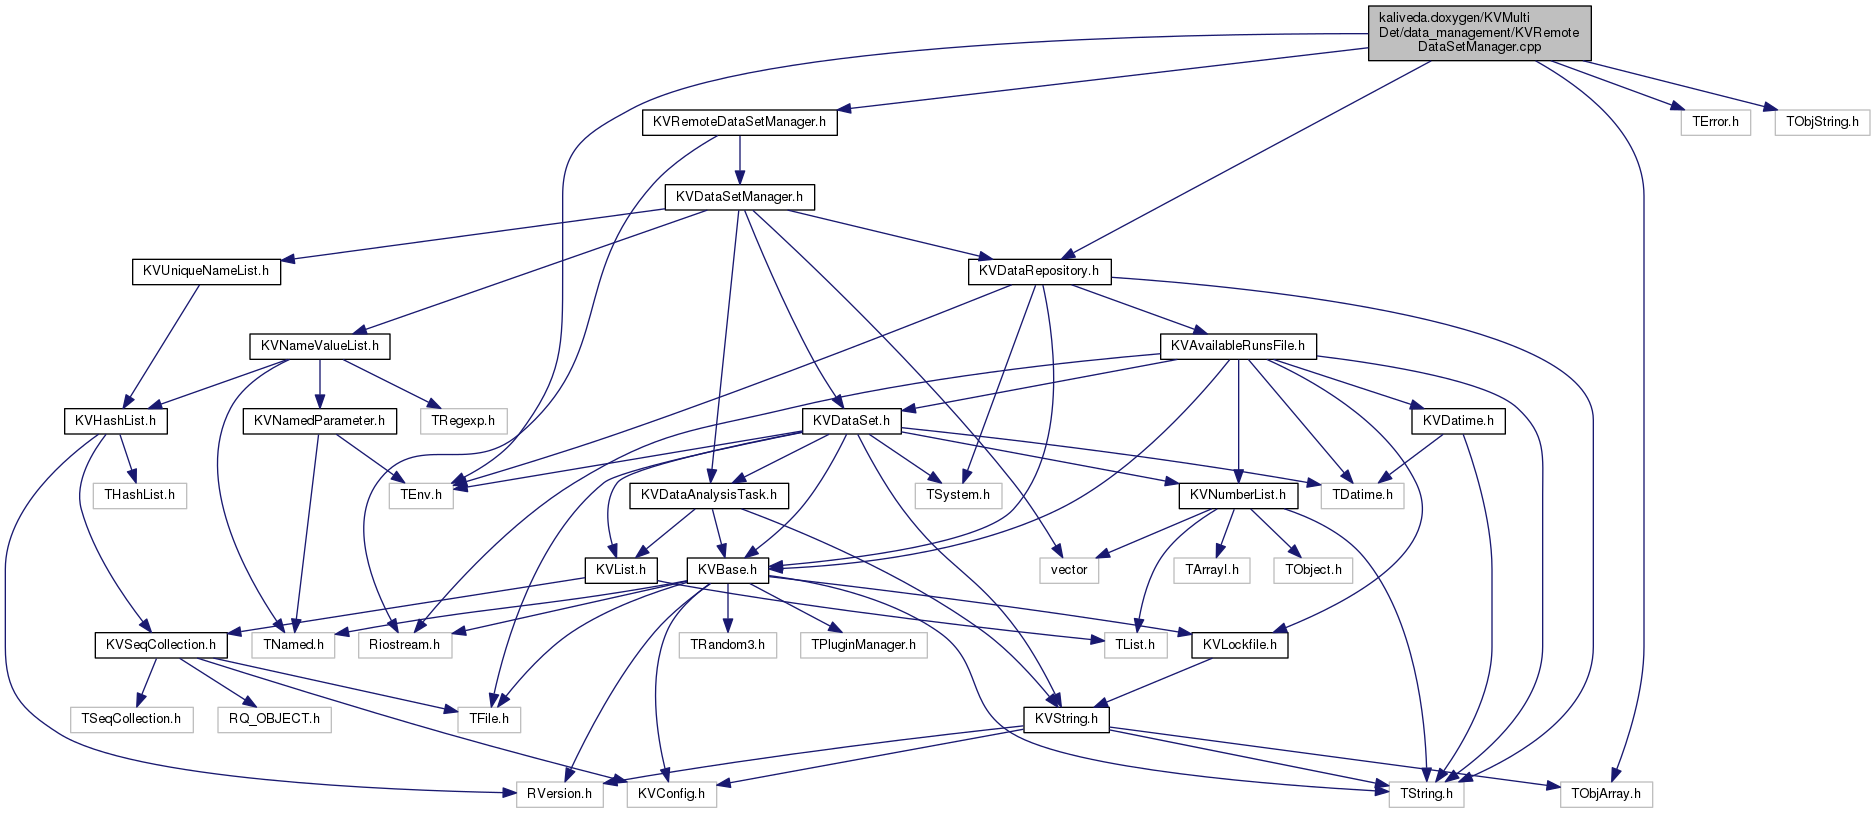 kaliveda.doxygen/KVMulti
Det/data_management/KVRemote
DataSetManager.cpp
KVRemoteDataSetManager.h
TError.h
TObjString.h
KVDataSetManager.h
KVUniqueNameList.h
KVDataRepository.h
KVNameValueList.h
KVAvailableRunsFile.h
KVHashList.h
KVNamedParameter.h
TRegexp.h
KVDataSet.h
KVDatime.h
THashList.h
TEnv.h
KVDataAnalysisTask.h
TSystem.h
KVNumberList.h
TDatime.h
KVList.h
KVBase.h
vector
TArrayI.h
TObject.h
KVSeqCollection.h
TNamed.h
Riostream.h
TRandom3.h
TPluginManager.h
TList.h
KVLockfile.h
TSeqCollection.h
RQ_OBJECT.h
TFile.h
KVString.h
RVersion.h
KVConfig.h
TString.h
TObjArray.h